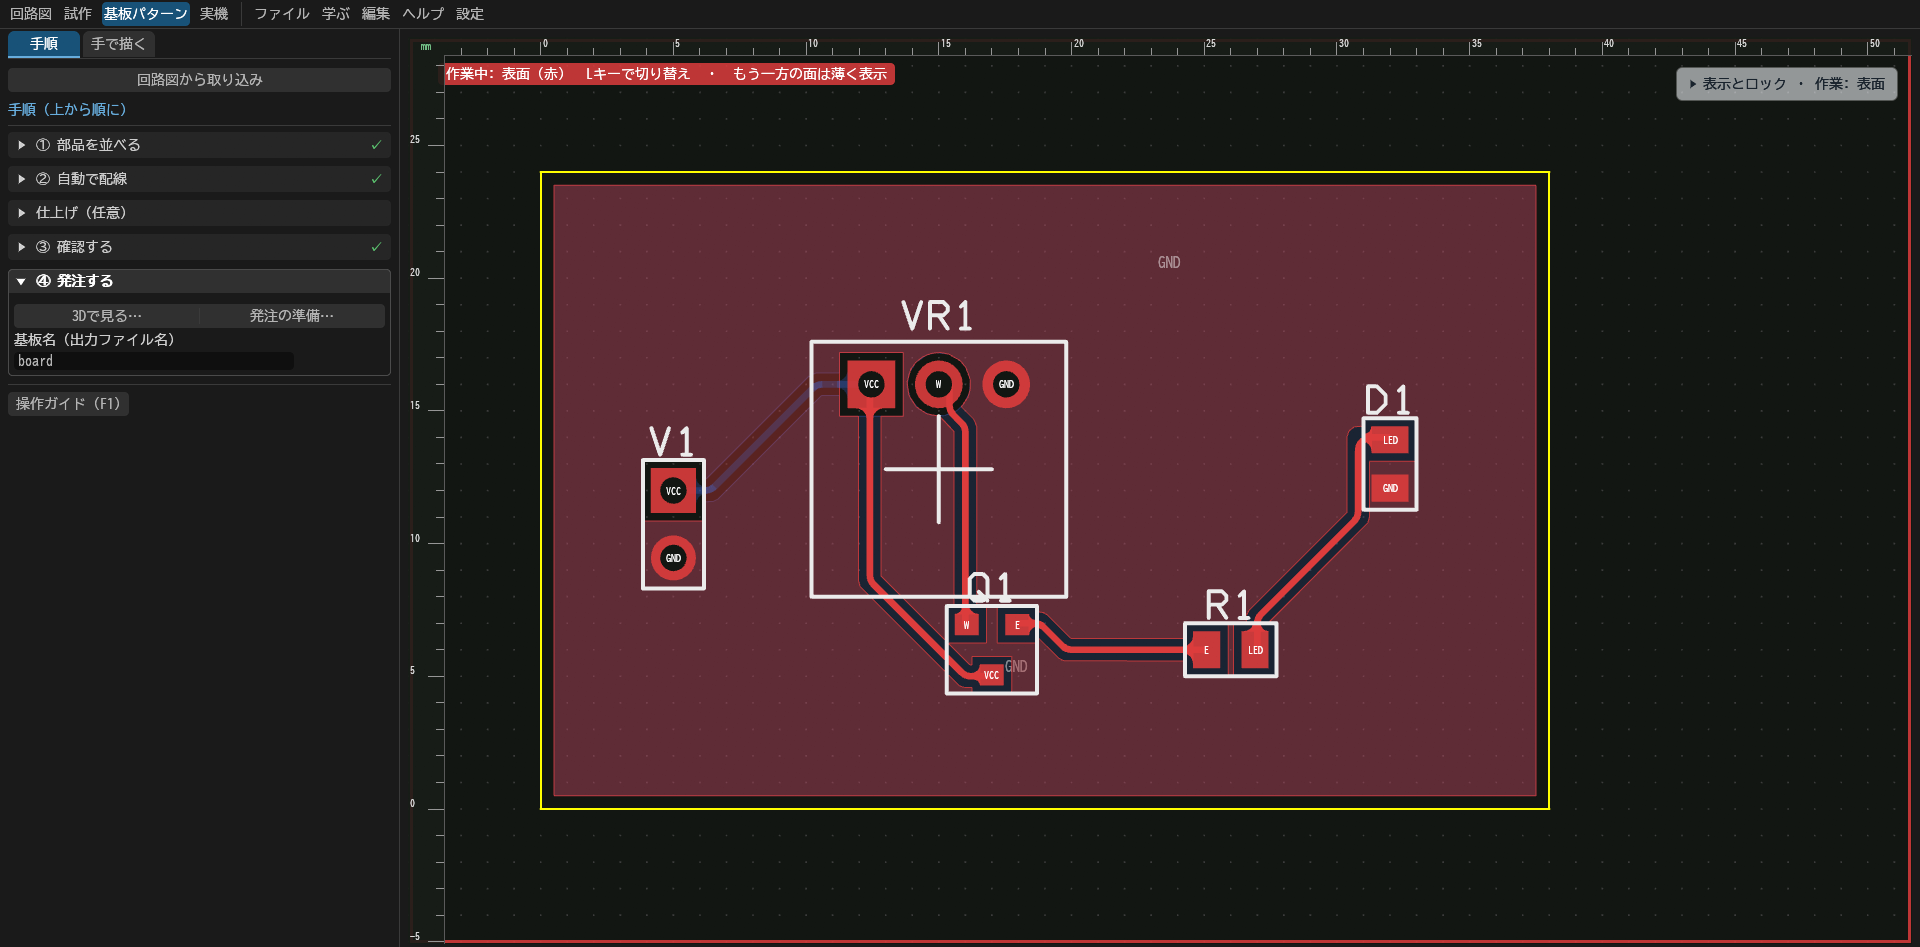 回路図 試作 基板パターン 実機 ファイル 学ぶ 編集 ヘルプ 設定
手順 手で描く
回路図から取り込み
手順（上から順に）
① 部品を並べる ✓
② 自動で配線 ✓
仕上げ（任意）
③ 確認する ✓
④ 発注する
3Dで見る… 発注の準備…
基板名（出力ファイル名）
board
操作ガイド（F1）
mm 0 5 10 15 20 25 30 35 40 45 50
作業中: 表面（赤） Lキーで切り替え ・ もう一方の面は薄く表示
表示とロック ・ 作業: 表面
25
20
15
10
5
0
-5
GND
VR1
VCC W GND
V1
VCC
GND
D1
LED
GND
Q1
W E
VCC GND
R1
E LED